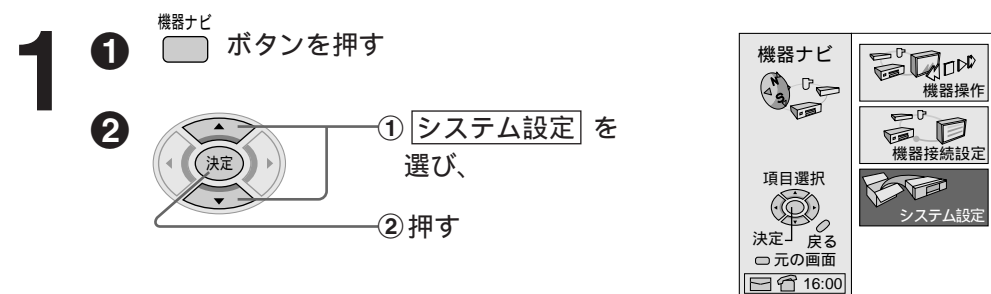 1
❶ 機器ナビ
ボタンを押す
❷ 決定
① システム設定 を
選び、
② 押す
機器ナビ
N
S
項目選択
決定 戻る
元の画面
16:00
機器操作
機器接続設定
システム設定